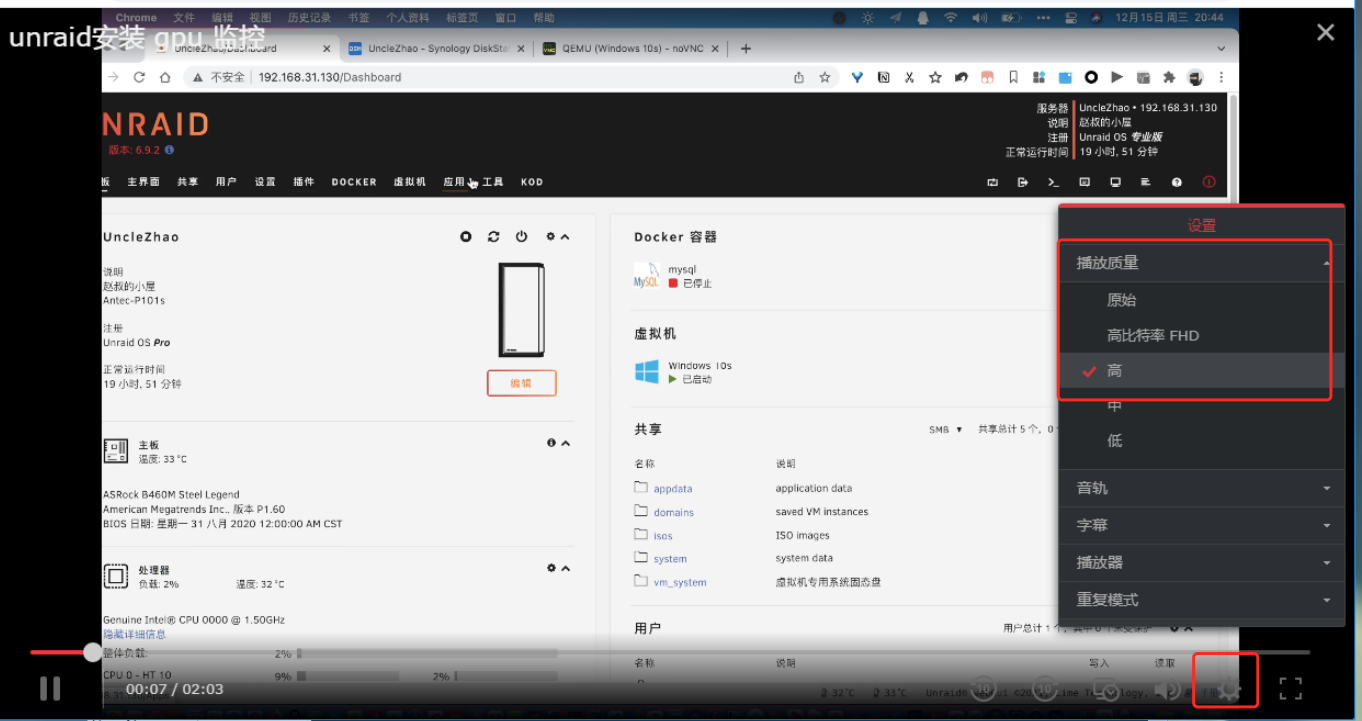 Chrome 文件 编辑 视图 历史记录 书签 个人资料 标签页 窗口 帮助
12月15日 周三 20:44
unraid安装 gpu 监控
UncleZhao/Dashboard
UncleZhao - Synology DiskSta
QEMU (Windows 10s) - noVNC
不安全 192.168.31.130/Dashboard
NRAID
版本: 6.9.2
服务器 UncleZhao • 192.168.31.130
说明 赵叔的小屋
注册 Unraid OS 专业版
正常运行时间 19 小时, 51 分钟
板 主界面 共享 用户 设置 插件 DOCKER 虚拟机 应用 工具 KOD
UncleZhao
说明
赵叔的小屋
Antec-P101s
注册
Unraid OS Pro
正常运行时间
19 小时, 51 分钟
编辑
主板
温度: 33 °C
ASRock B460M Steel Legend
American Megatrends Inc., 版本 P1.60
BIOS 日期: 星期一 31 八月 2020 12:00:00 AM CST
处理器
负载: 2% 温度: 32 °C
Genuine Intel® CPU 0000 @ 1.50GHz
隐藏详细信息
整体负载: 2%
CPU 0 - HT 10 9% 2%
Docker 容器
MySQL
mysql
已停止
虚拟机
Windows 10s
已启动
共享
SMB 共享总计 5 个, 0
名称 说明
appdata application data
domains saved VM instances
isos ISO images
system system data
vm_system 虚拟机专用系统固态盘
用户
用户总计 1 个, 其中 0 个未受保护
名称 说明 写入 读取
设置
播放质量
原始
高比特率 FHD
高
中
低
音轨
字幕
播放器
重复模式
00:07 / 02:03
10
10
32°C 33°C Unraid®